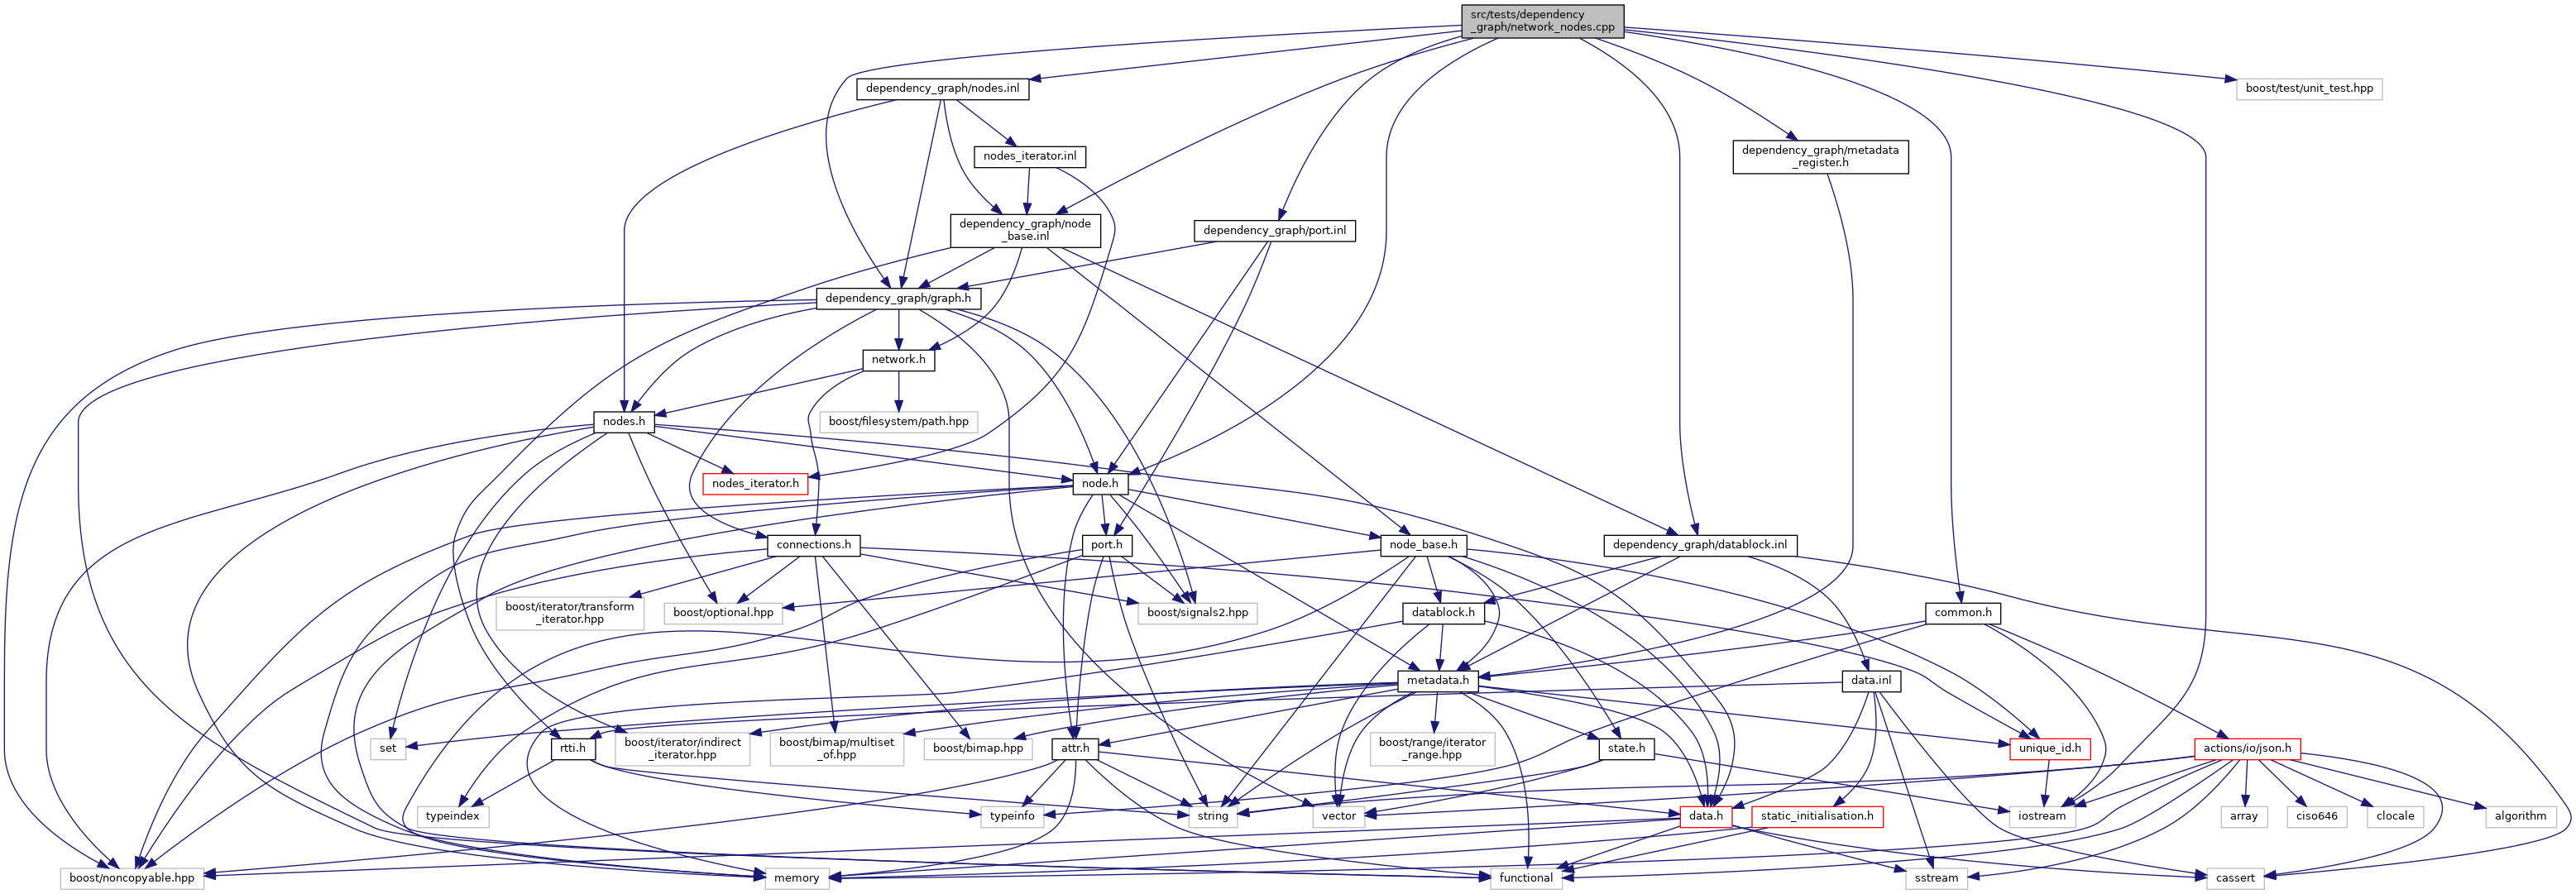 src/tests/dependency
_graph/network_nodes.cpp
dependency_graph/nodes.inl
boost/test/unit_test.hpp
nodes_iterator.inl
dependency_graph/metadata
_register.h
dependency_graph/node
_base.inl
dependency_graph/port.inl
dependency_graph/graph.h
network.h
nodes.h
boost/filesystem/path.hpp
nodes_iterator.h
node.h
connections.h
port.h
node_base.h
dependency_graph/datablock.inl
boost/iterator/transform
_iterator.hpp
boost/optional.hpp
boost/signals2.hpp
datablock.h
common.h
metadata.h
data.inl
set
rtti.h
boost/iterator/indirect
_iterator.hpp
boost/bimap/multiset
_of.hpp
boost/bimap.hpp
attr.h
boost/range/iterator
_range.hpp
state.h
unique_id.h
actions/io/json.h
typeindex
typeinfo
string
vector
data.h
static_initialisation.h
iostream
array
ciso646
clocale
algorithm
boost/noncopyable.hpp
memory
functional
sstream
cassert